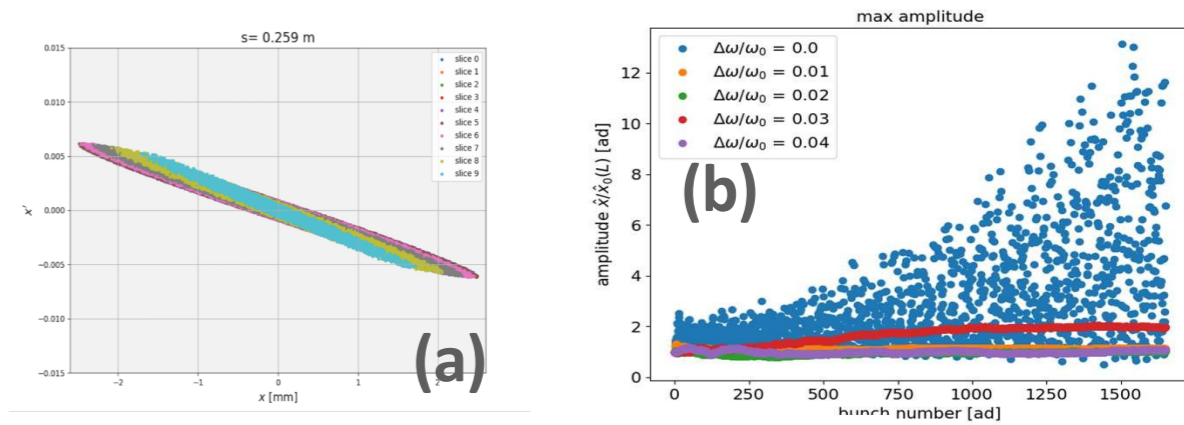 s= 0.259 m
0.015
0.010
0.005
0.000
−0.005
−0.010
−0.015
x′
−2
−1
0
1
2
x [mm]
slice 0
slice 1
slice 2
slice 3
slice 4
slice 5
slice 6
slice 7
slice 8
slice 9
(a)
max amplitude
Δω/ω₀ = 0.0
Δω/ω₀ = 0.01
Δω/ω₀ = 0.02
Δω/ω₀ = 0.03
Δω/ω₀ = 0.04
(b)
amplitude x̂/x̂₀(L) [ad]
12
10
8
6
4
2
0
0
250
500
750
1000
1250
1500
bunch number [ad]